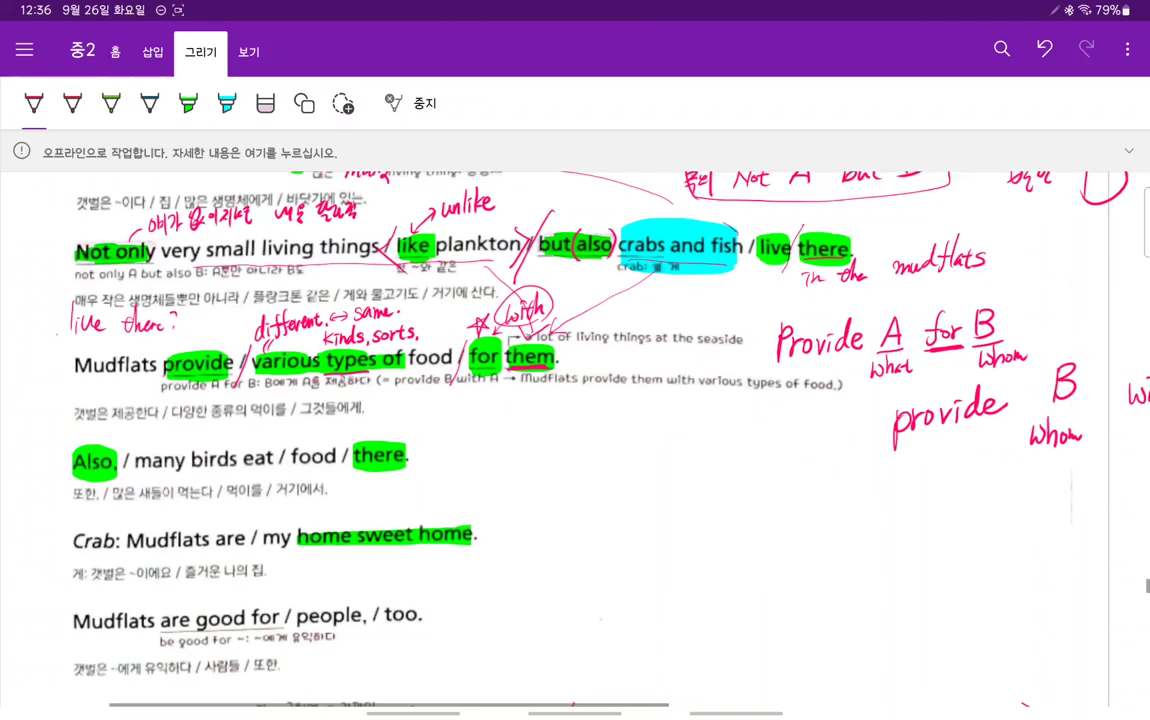 12:36 9월 26일 화요일 79%
중2 홈 삽입 그리기 보기
중지
오프라인으로 작업합니다. 자세한 내용은 여기를 누르십시오.
Not A But B
갯벌은 ~이다 / 집 / 많은 생명체에게 / 바닷가에 있는.
unlike
Not only very small living things / like plankton / but (also) crabs and fish / live / there.
not only A but also B: A뿐만 아니라 B도 ~와 같은 crab: 게
in the mudflats
매우 작은 생명체들뿐만 아니라 / 플랑크톤 같은 / 게와 물고기도 / 거기에 산다.
live there?
different. ↔ same.
with
kinds, sorts,
a lot of living things at the seaside
Provide A for B
what whom
Mudflats provide / various types of food / for them.
provide A for B: B에게 A를 제공하다 (= provide B with A → Mudflats provide them with various types of food.)
provide B
whom
갯벌은 제공한다 / 다양한 종류의 먹이를 / 그것들에게.
Also, / many birds eat / food / there.
또한, / 많은 새들이 먹는다 / 먹이를 / 거기에서.
Crab: Mudflats are / my home sweet home.
게: 갯벌은 ~이에요 / 즐거운 나의 집.
Mudflats are good for / people, / too.
be good for ~: ~에게 유익하다
갯벌은 ~에게 유익하다 / 사람들 / 또한.